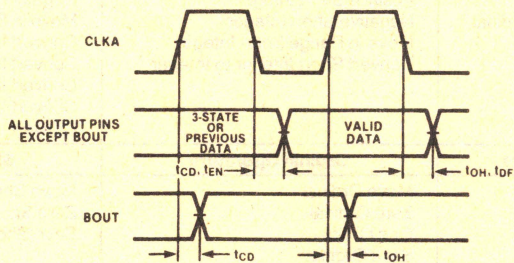 CLKA
ALL OUTPUT PINS
EXCEPT BOUT
3-STATE
OR
PREVIOUS
DATA
VALID
DATA
tCD, tEN
tOH, tDF
BOUT
tCD
tOH